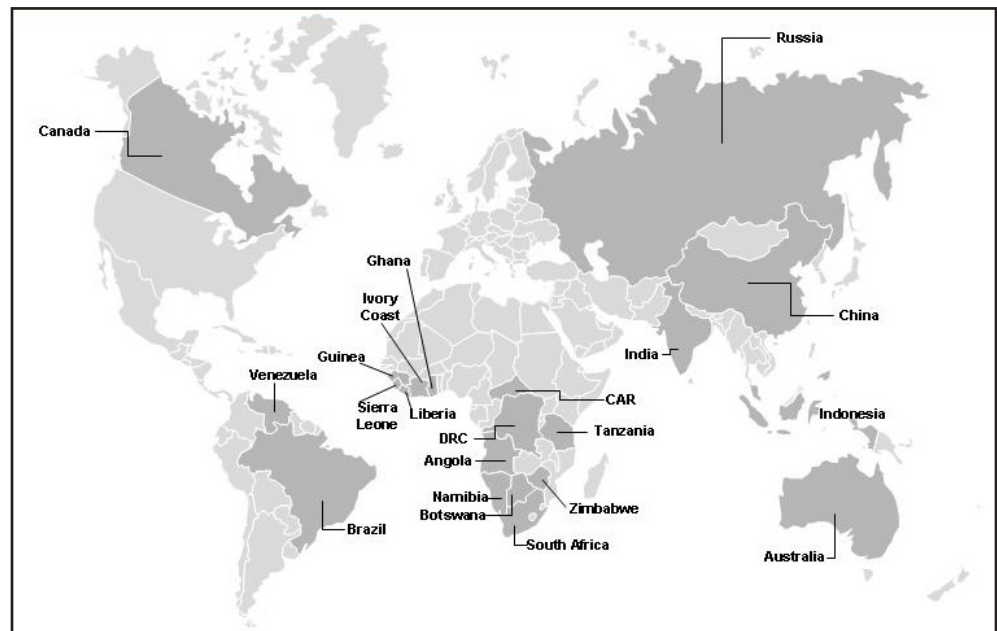 Russia
Canada
Ghana
Ivory
Coast
China
Guinea
India
Venezuela
CAR
Sierra
Leone
Liberia
Indonesia
DRC
Tanzania
Angola
Namibia
Zimbabwe
Botswana
Brazil
South Africa
Australia